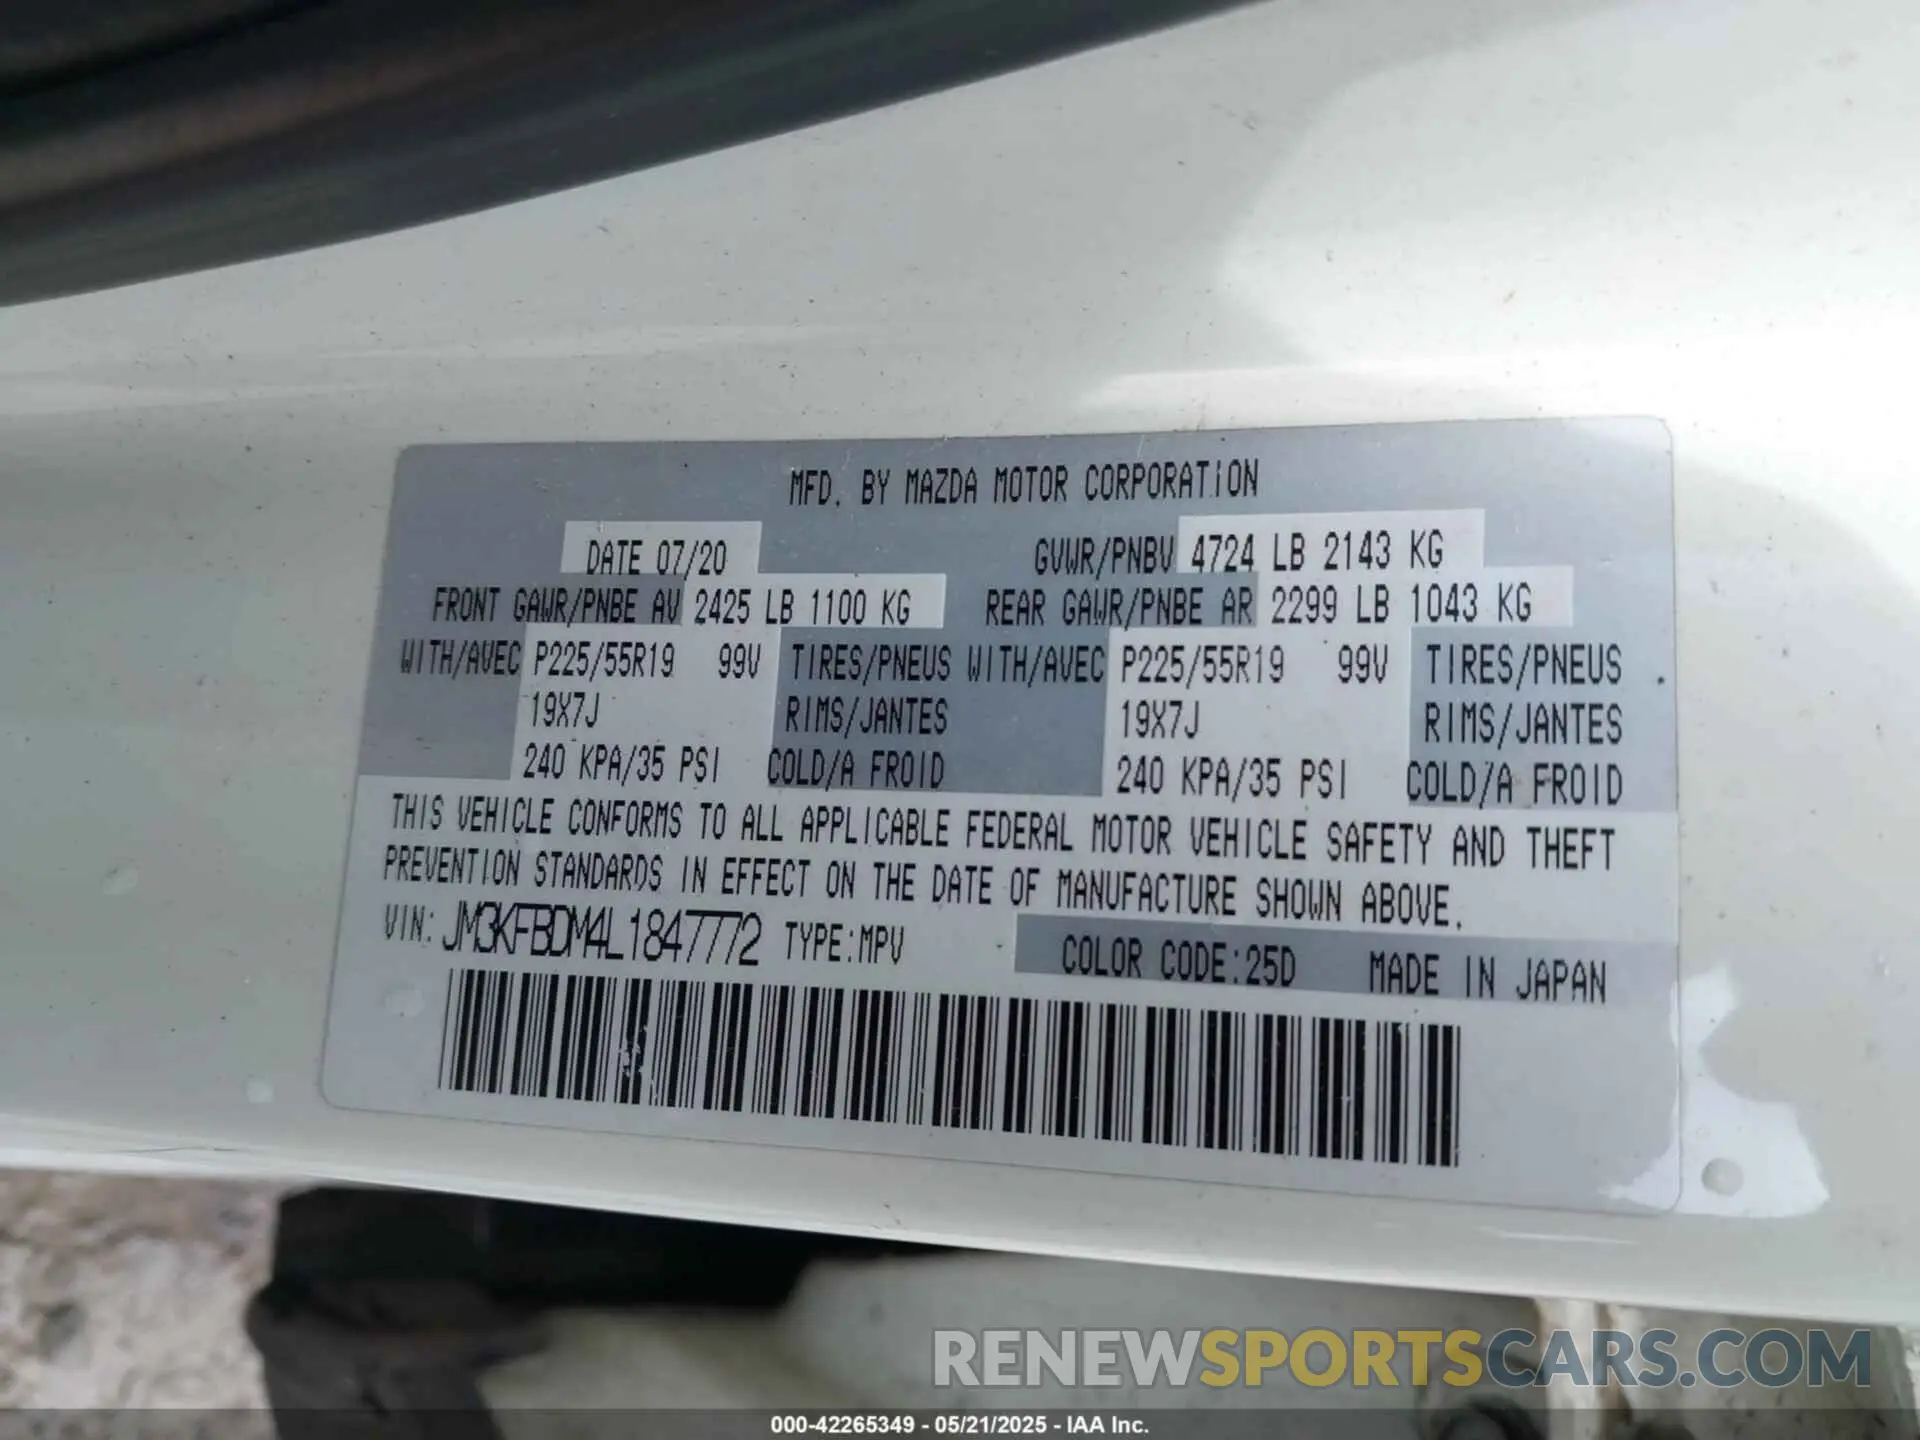 MFD. BY MAZDA MOTOR CORPORATION
DATE 07/20 GVWR/PNBV 4724 LB 2143 KG
FRONT GAWR/PNBE AV 2425 LB 1100 KG REAR GAWR/PNBE AR 2299 LB 1043 KG
WITH/AVEC P225/55R19 99V TIRES/PNEUS WITH/AVEC P225/55R19 99V TIRES/PNEUS
19X7J RIMS/JANTES 19X7J RIMS/JANTES
240 KPA/35 PSI COLD/A FROID 240 KPA/35 PSI COLD/A FROID
THIS VEHICLE CONFORMS TO ALL APPLICABLE FEDERAL MOTOR VEHICLE SAFETY AND THEFT
PREVENTION STANDARDS IN EFFECT ON THE DATE OF MANUFACTURE SHOWN ABOVE.
VIN: JM3KFBDM4L1847772 TYPE:MPV COLOR CODE:25D MADE IN JAPAN
RENEWSPORTSCARS.COM
000-42265349 - 05/21/2025 - IAA Inc.